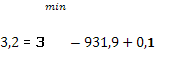 min
3,2 = 3 – 931,9 + 0,1